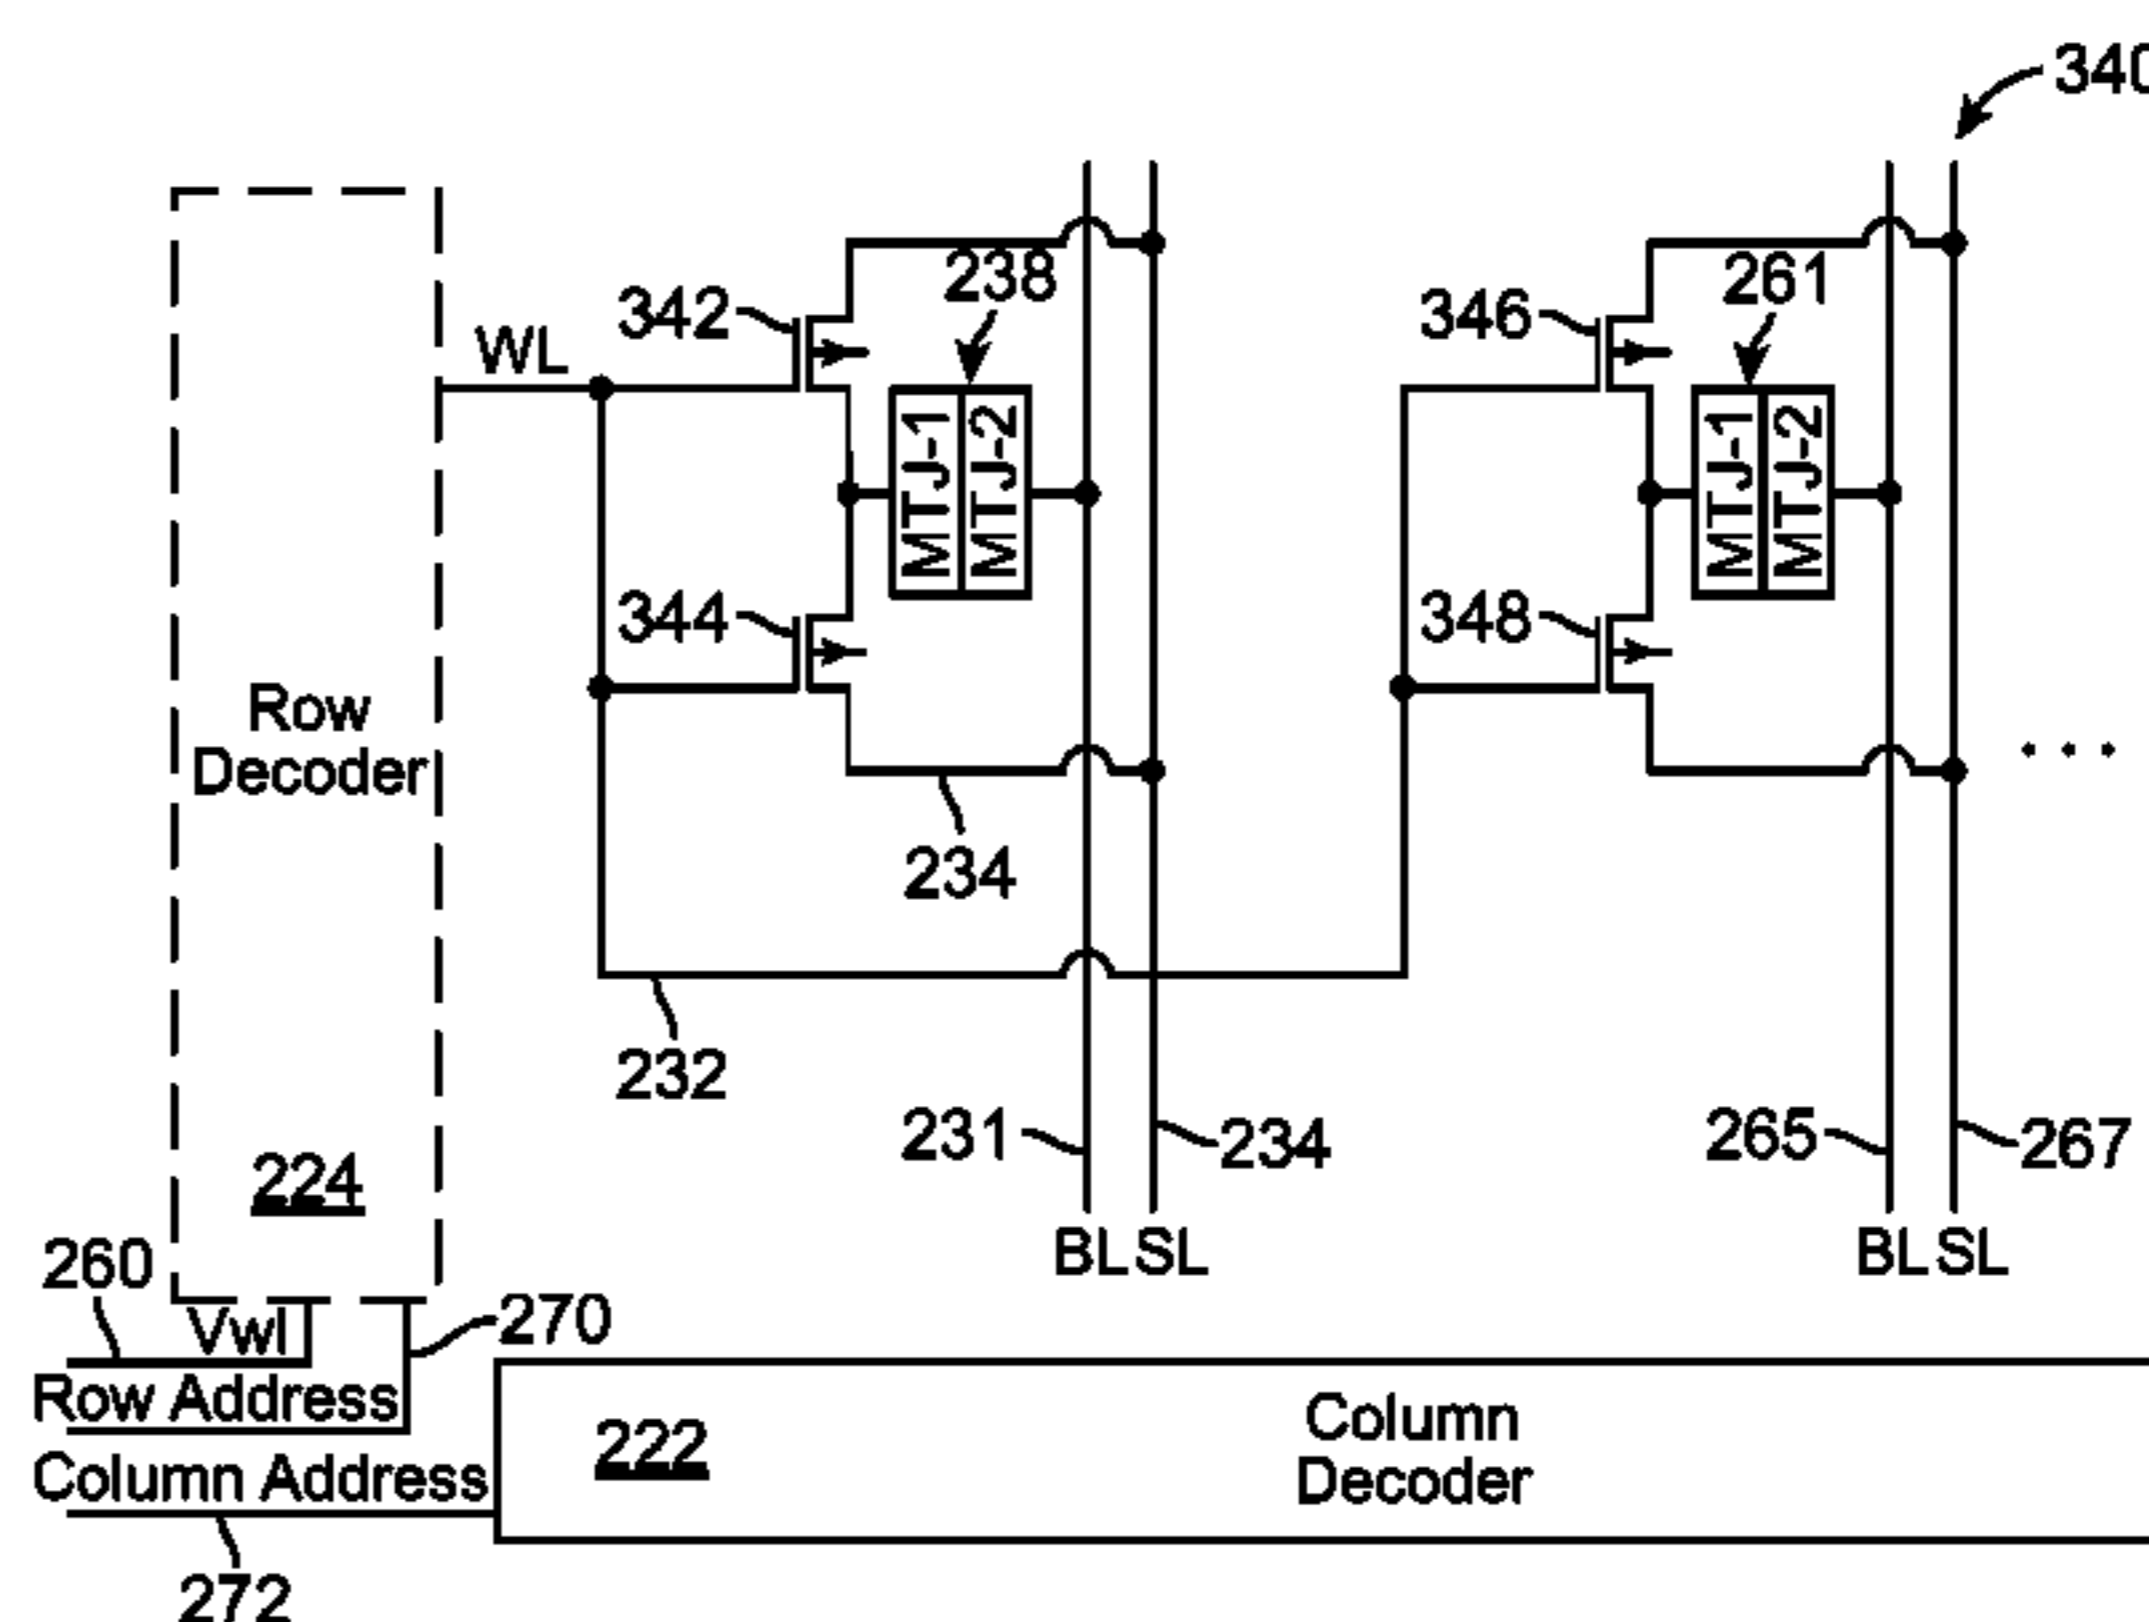 340
238
261
342
346
WL
MTJ-1
MTJ-2
MTJ-1
MTJ-2
344
348
Row
Decoder
. . .
234
232
231
234
265
267
224
BL SL
BL SL
260
Vwl
270
Row Address
Column Address
222
Column
Decoder
272